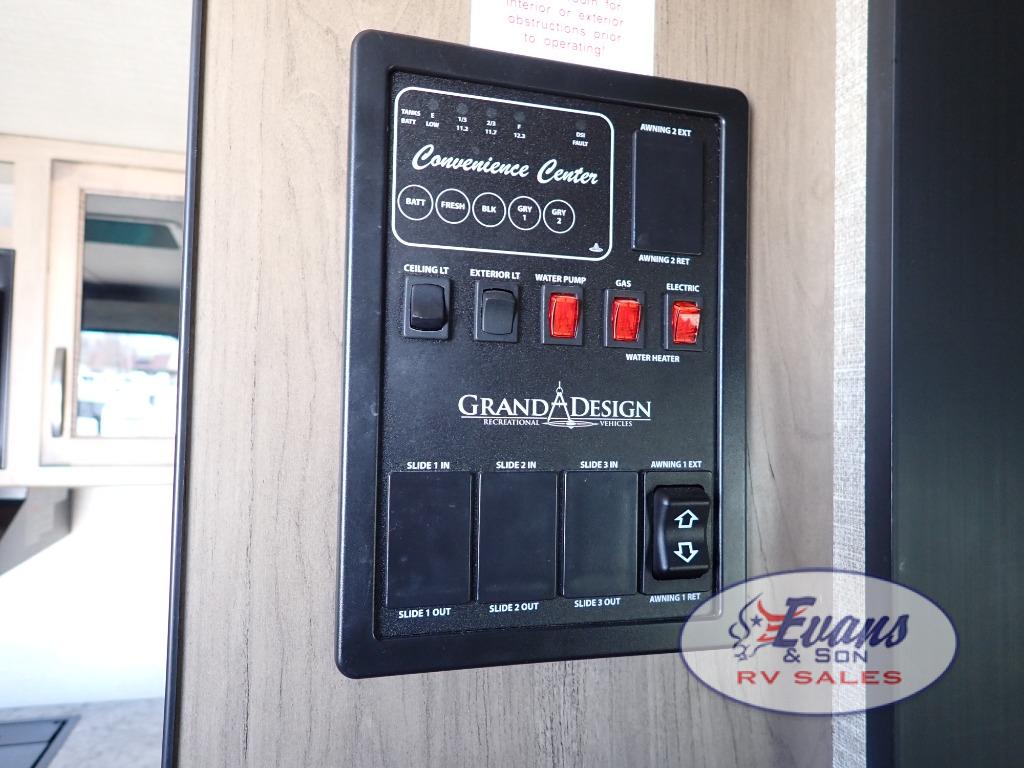 interior or exterior
obstructions prior
to operating!
TANKS E 1/3 2/3 F DSI
BATT LOW 11.2 11.7 12.3 FAULT
Convenience Center
BATT FRESH BLK GRY 1 GRY 2
AWNING 2 EXT
AWNING 2 RET
CEILING LT EXTERIOR LT WATER PUMP GAS ELECTRIC
WATER HEATER
GRAND DESIGN
RECREATIONAL VEHICLES
SLIDE 1 IN SLIDE 2 IN SLIDE 3 IN AWNING 1 EXT
SLIDE 1 OUT SLIDE 2 OUT SLIDE 3 OUT AWNING 1 RET
Evans
& SON
RV SALES